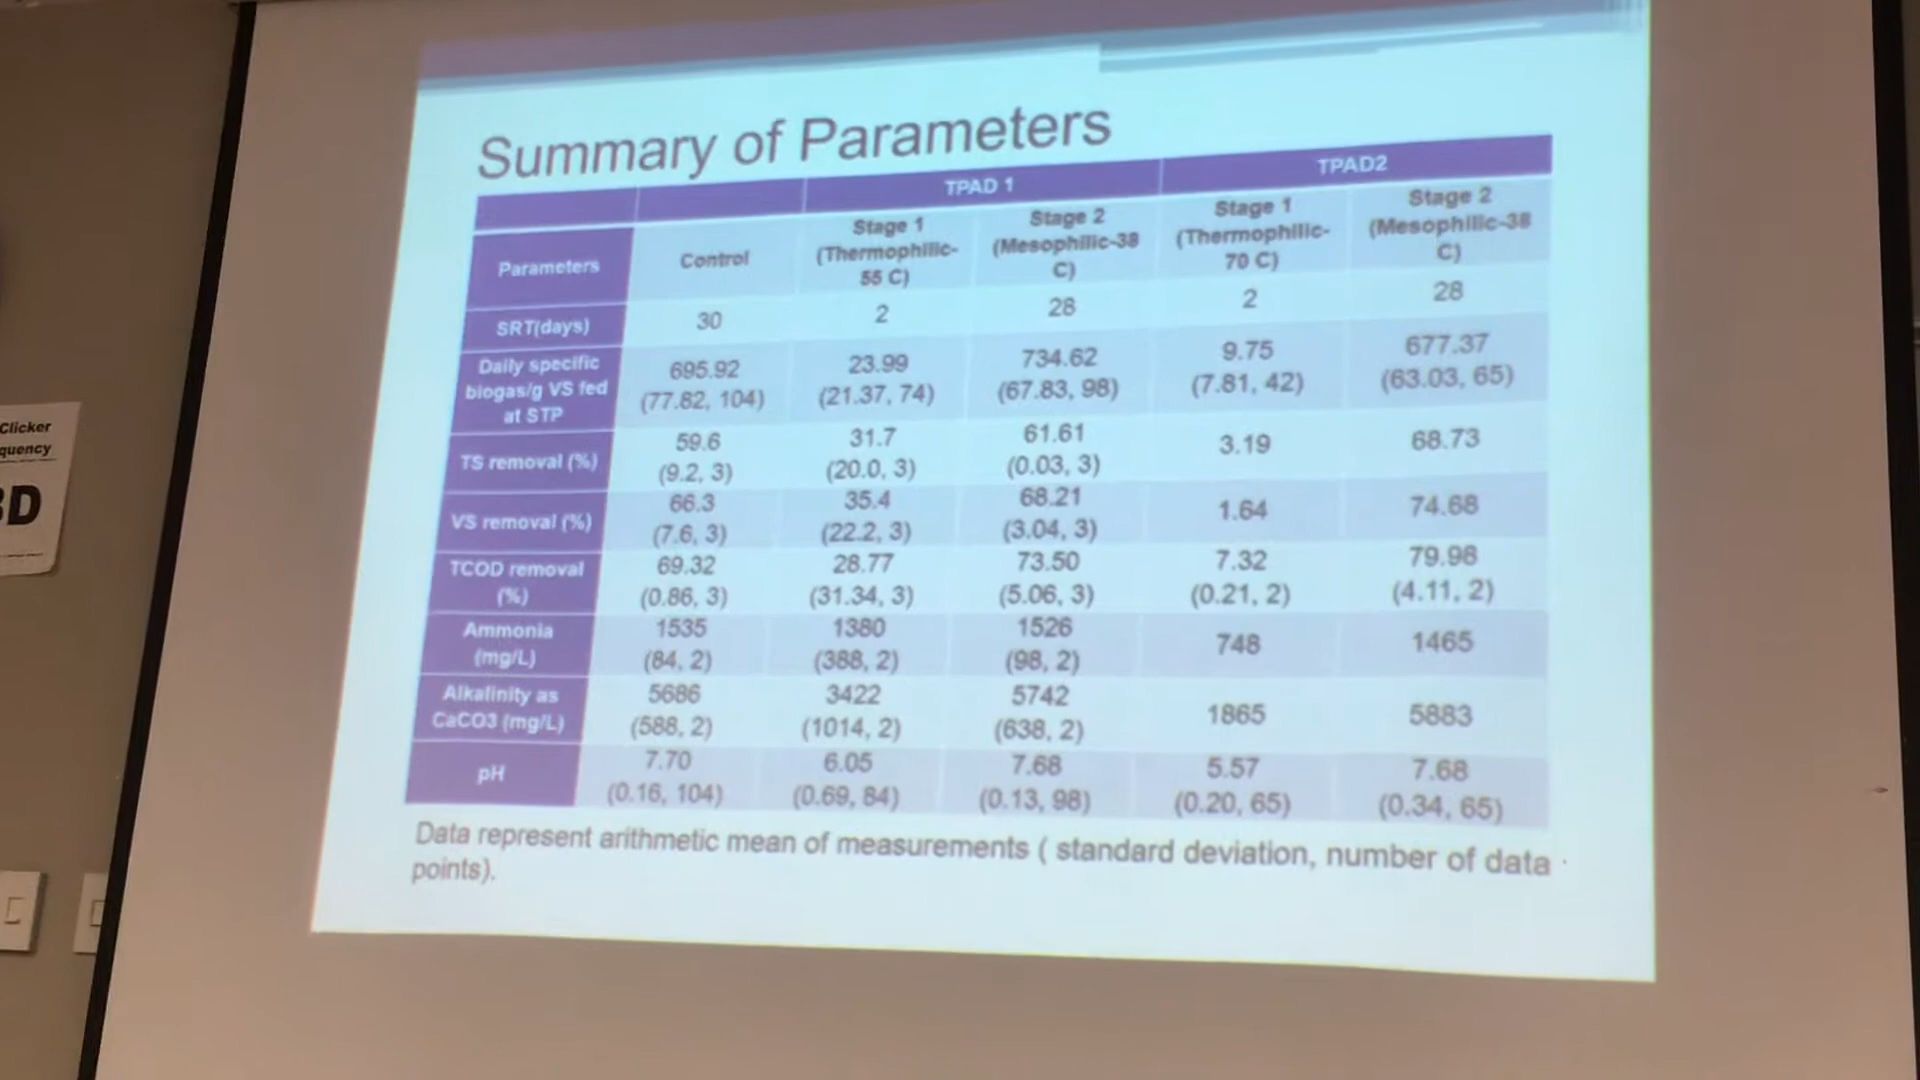 Summary of Parameters
TPAD 1
TPAD2
Parameters
Control
Stage 1
(Thermophilic-
55 C)
Stage 2
(Mesophilic-38
C)
Stage 1
(Thermophilic-
70 C)
Stage 2
(Mesophilic-38
C)
SRT(days)
30
2
28
2
28
Daily specific
biogas/g VS fed
at STP
695.92
(77.82, 104)
23.99
(21.37, 74)
734.62
(67.83, 98)
9.75
(7.81, 42)
677.37
(63.03, 65)
TS removal (%)
59.6
(9.2, 3)
31.7
(20.0, 3)
61.61
(0.03, 3)
3.19
68.73
VS removal (%)
66.3
(7.6, 3)
35.4
(22.2, 3)
68.21
(3.04, 3)
1.64
74.68
TCOD removal
(%)
69.32
(0.86, 3)
28.77
(31.34, 3)
73.50
(5.06, 3)
7.32
(0.21, 2)
79.98
(4.11, 2)
Ammonia
(mg/L)
1535
(84, 2)
1380
(388, 2)
1526
(98, 2)
748
1465
Alkalinity as
CaCO3 (mg/L)
5686
(588, 2)
3422
(1014, 2)
5742
(638, 2)
1865
5883
pH
7.70
(0.16, 104)
6.05
(0.69, 84)
7.68
(0.13, 98)
5.57
(0.20, 65)
7.68
(0.34, 65)
Data represent arithmetic mean of measurements ( standard deviation, number of data
points).
Clicker
quency
D